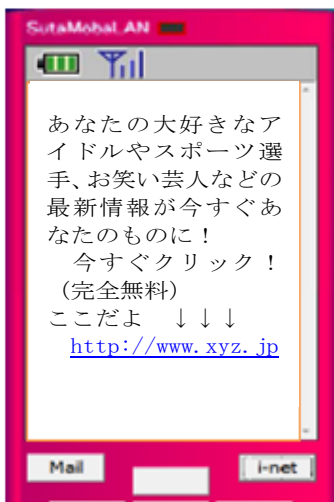 SutaMobaLAN
あなたの大好きなア
イドルやスポーツ選
手、お笑い芸人などの
最新情報が今すぐあ
なたのものに！
今すぐクリック！
（完全無料）
ここだよ　↓↓↓
http://www.xyz.jp
Mail
i-net